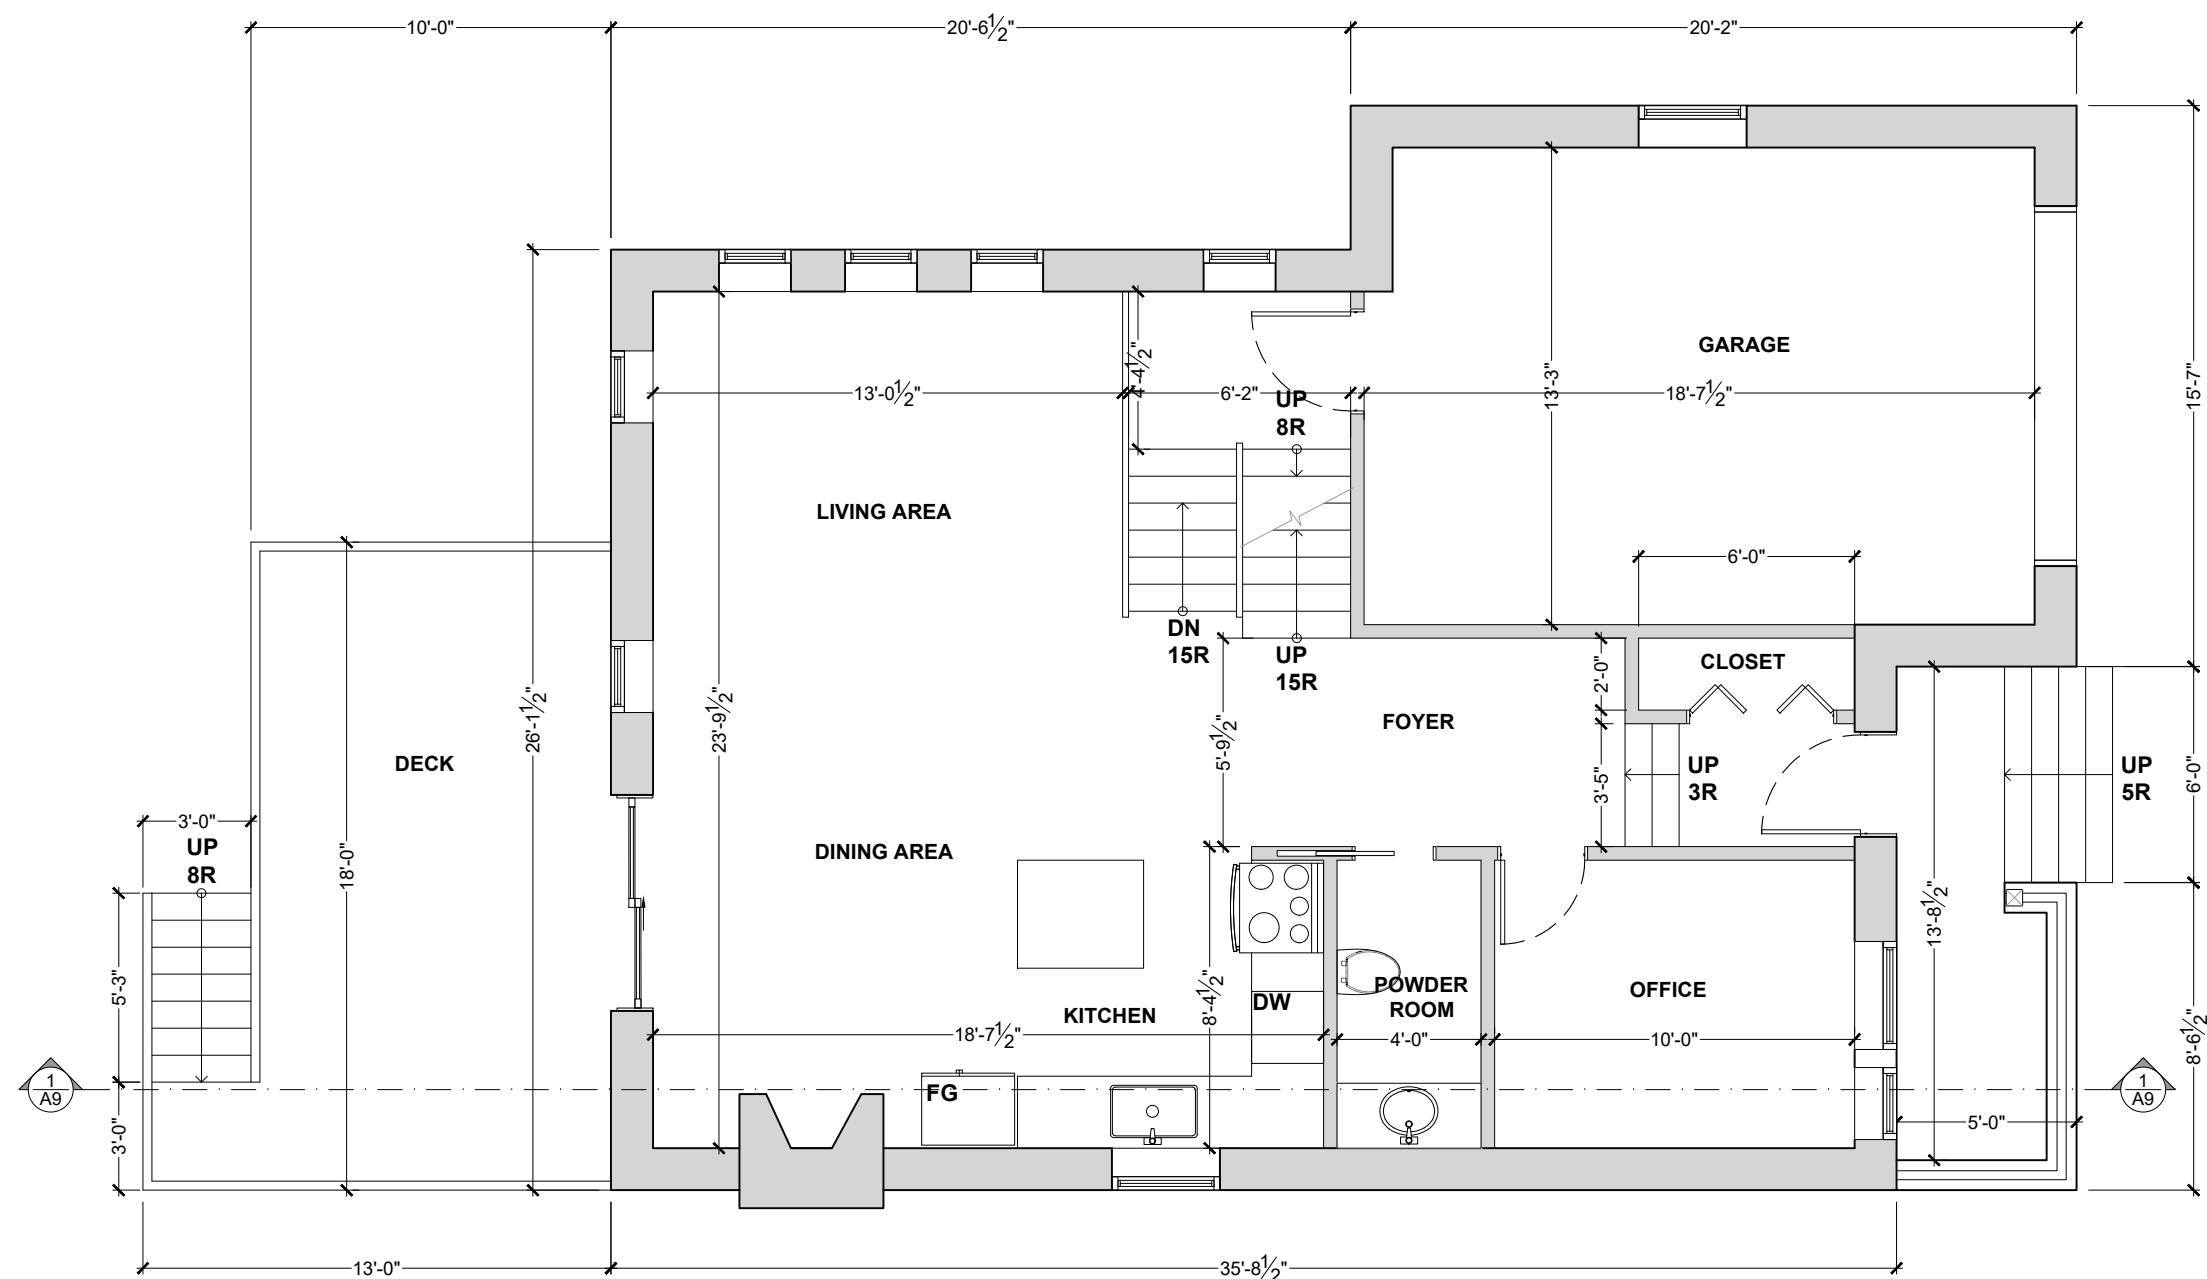 10'-0"
20'-6½"
20'-2"
GARAGE
4'-4½"
13'-0½"
6'-2"
13'-3"
18'-7½"
15'-7"
UP
8R
LIVING AREA
6'-0"
DN
15R
UP
15R
CLOSET
2'-0"
26'-1½"
23'-9½"
5'-9½"
FOYER
DECK
3'-5"
UP
3R
UP
5R
6'-0"
3'-0"
UP
8R
18'-0"
DINING AREA
13'-8½"
5'-3"
8'-4½"
DW
POWDER
ROOM
OFFICE
KITCHEN
18'-7½"
4'-0"
10'-0"
8'-6½"
1
A9
FG
1
A9
3'-0"
5'-0"
13'-0"
35'-8½"